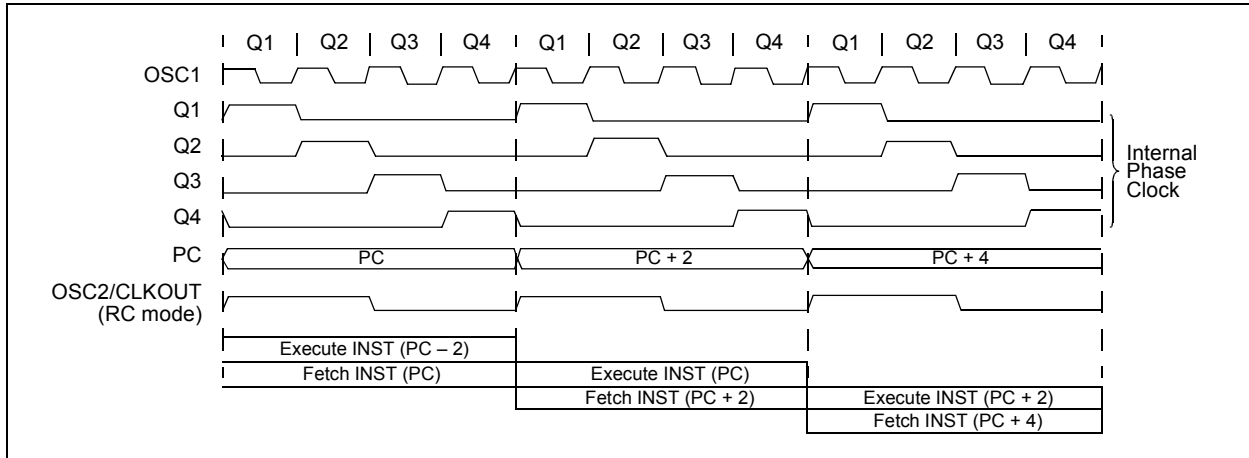 Q1 Q2 Q3 Q4 Q1 Q2 Q3 Q4 Q1 Q2 Q3 Q4
OSC1
Q1
Q2
Q3
Q4
Internal
Phase
Clock
PC PC PC + 2 PC + 4
OSC2/CLKOUT
(RC mode)
Execute INST (PC – 2)
Fetch INST (PC) Execute INST (PC)
Fetch INST (PC + 2) Execute INST (PC + 2)
Fetch INST (PC + 4)